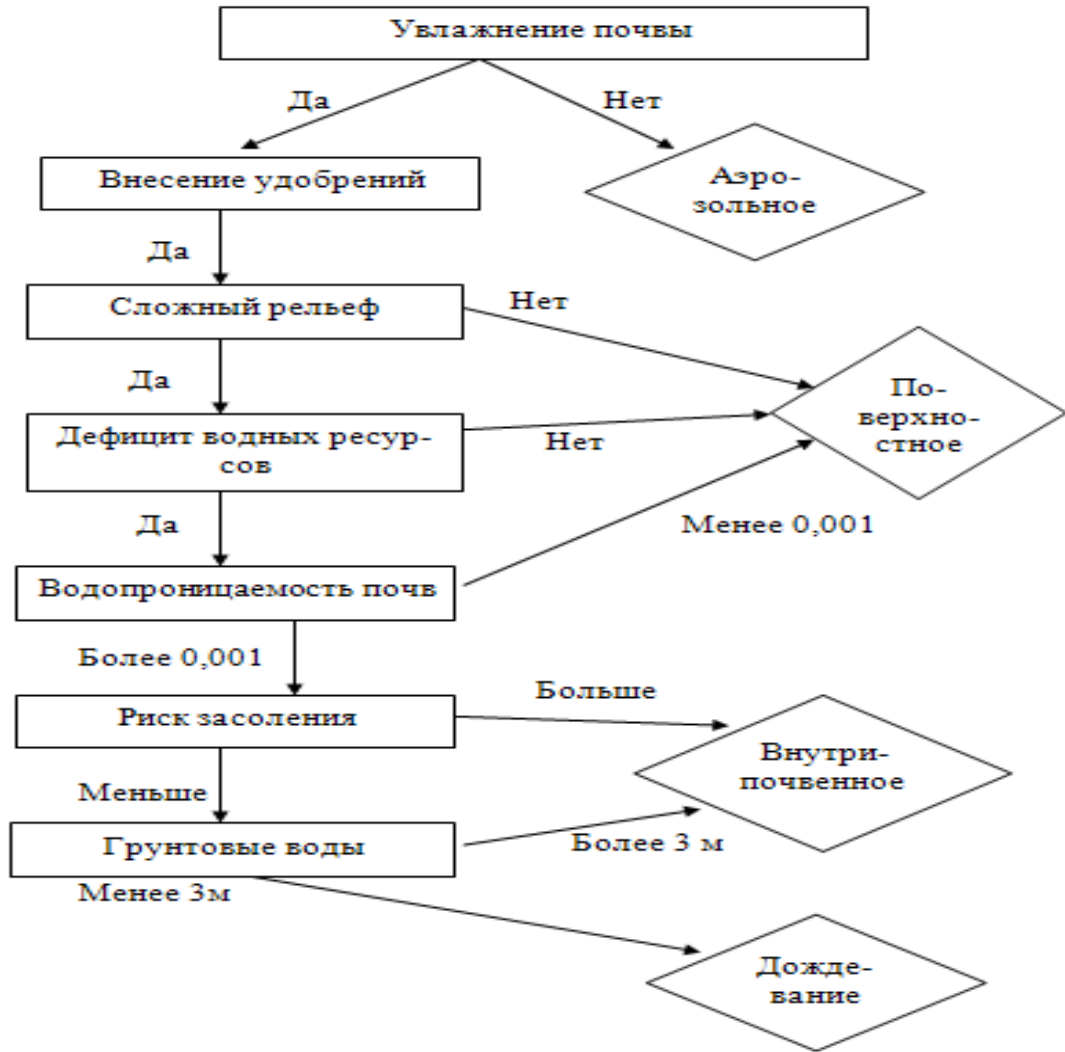 Увлажнение почвы
Да
Нет
Внесение удобрений
Аэро-
зольное
Да
Сложный рельеф
Нет
Да
По-
верхно-
стное
Дефицит водных ресур-
сов
Нет
Да
Менее 0,001
Водопроницаемость почв
Более 0,001
Больше
Риск засоления
Внутри-
почвенное
Меньше
Грунтовые воды
Более 3 м
Менее 3м
Дожде-
вание